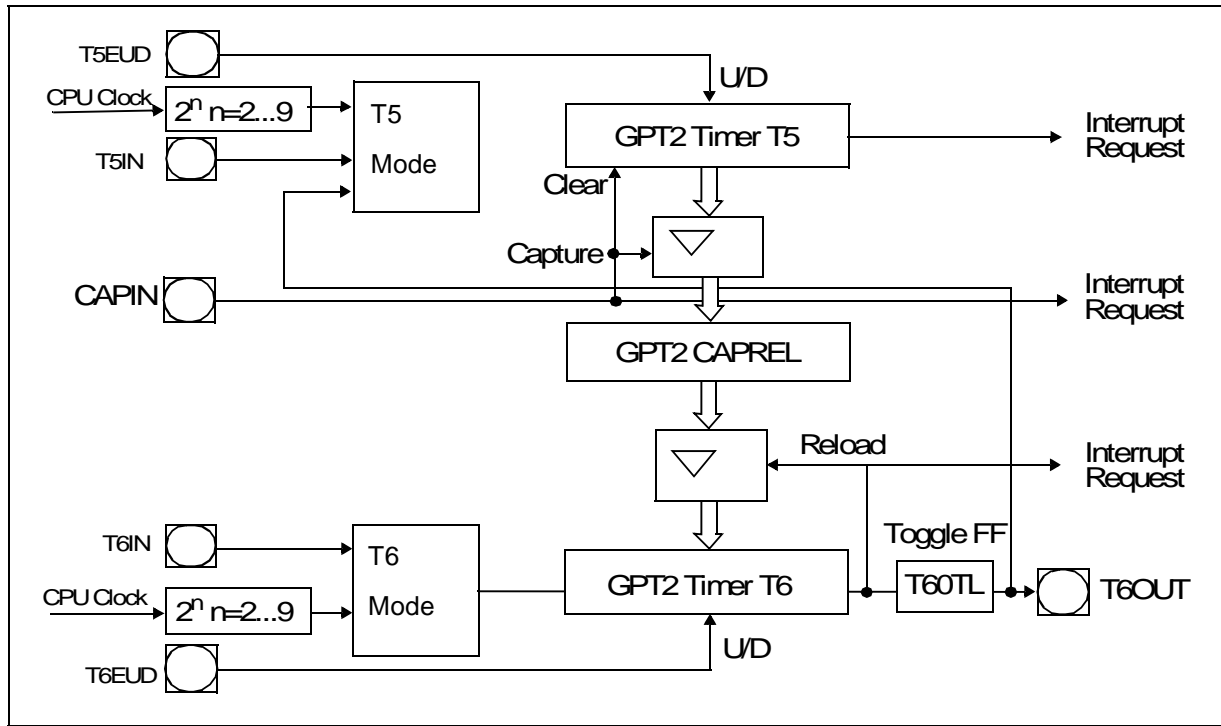 T5EUD
U/D
CPU Clock
2ⁿ n=2...9
T5
Mode
GPT2 Timer T5
Interrupt
Request
T5IN
Clear
Capture
CAPIN
Interrupt
Request
GPT2 CAPREL
Reload
Interrupt
Request
T6IN
T6
Mode
Toggle FF
GPT2 Timer T6
T60TL
T6OUT
CPU Clock
2ⁿ n=2...9
U/D
T6EUD